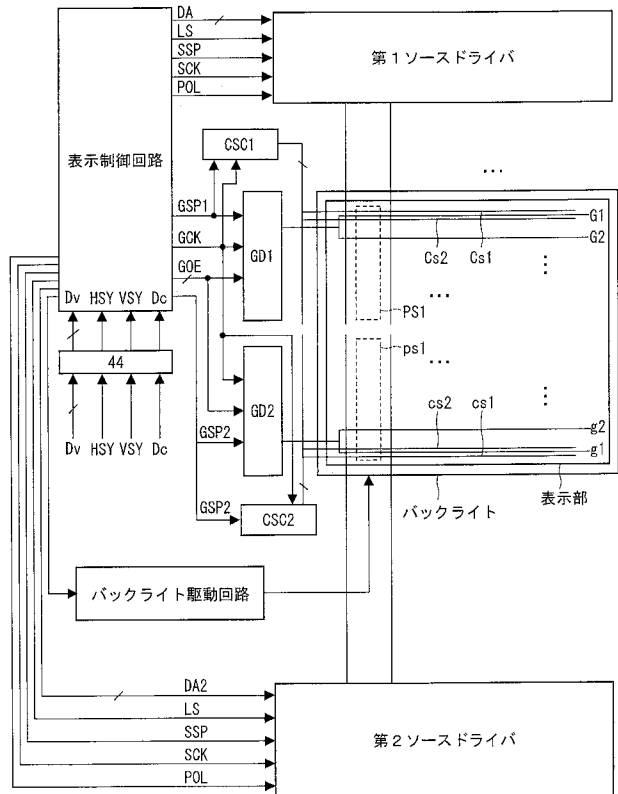 DA
LS
SSP
SCK
POL
第1ソースドライバ
表示制御回路
CSC1
GSP1
GCK
GOE
GD1
...
G1
G2
Cs2
Cs1
PS1
ps1
Dv HSY VSY Dc
44
Dv HSY VSY Dc
GD2
GSP2
GSP2
CSC2
cs2
cs1
g2
g1
表示部
バックライト
バックライト駆動回路
DA2
LS
SSP
SCK
POL
第2ソースドライバ